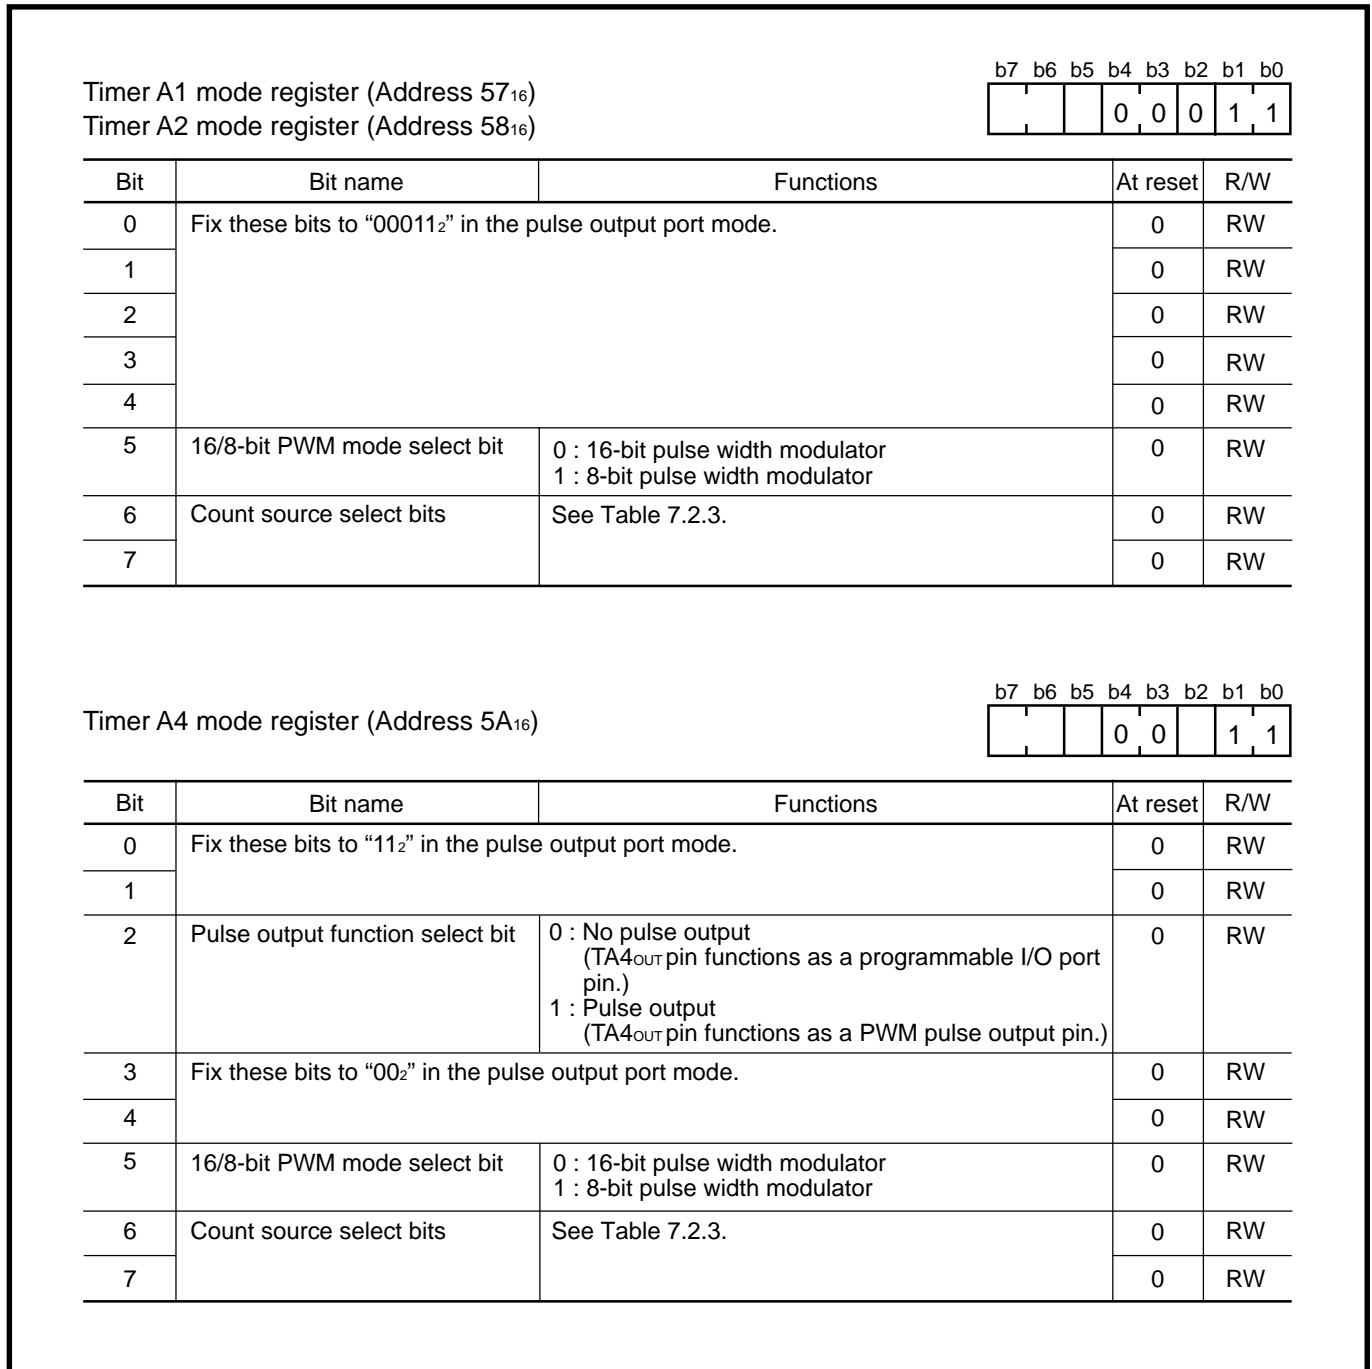 b7 b6 b5 b4 b3 b2 b1 b0
Timer A1 mode register (Address 57₁₆)
Timer A2 mode register (Address 58₁₆)
0 0 0 1 1
Bit Bit name Functions At reset R/W
0 Fix these bits to “00011₂” in the pulse output port mode. 0 RW
1 0 RW
2 0 RW
3 0 RW
4 0 RW
5 16/8-bit PWM mode select bit 0 : 16-bit pulse width modulator 0 RW
1 : 8-bit pulse width modulator
6 Count source select bits See Table 7.2.3. 0 RW
7 0 RW
b7 b6 b5 b4 b3 b2 b1 b0
Timer A4 mode register (Address 5A₁₆)
0 0 1 1
Bit Bit name Functions At reset R/W
0 Fix these bits to “11₂” in the pulse output port mode. 0 RW
1 0 RW
2 Pulse output function select bit 0 : No pulse output 0 RW
(TA4OUT pin functions as a programmable I/O port
pin.)
1 : Pulse output
(TA4OUT pin functions as a PWM pulse output pin.)
3 Fix these bits to “00₂” in the pulse output port mode. 0 RW
4 0 RW
5 16/8-bit PWM mode select bit 0 : 16-bit pulse width modulator 0 RW
1 : 8-bit pulse width modulator
6 Count source select bits See Table 7.2.3. 0 RW
7 0 RW